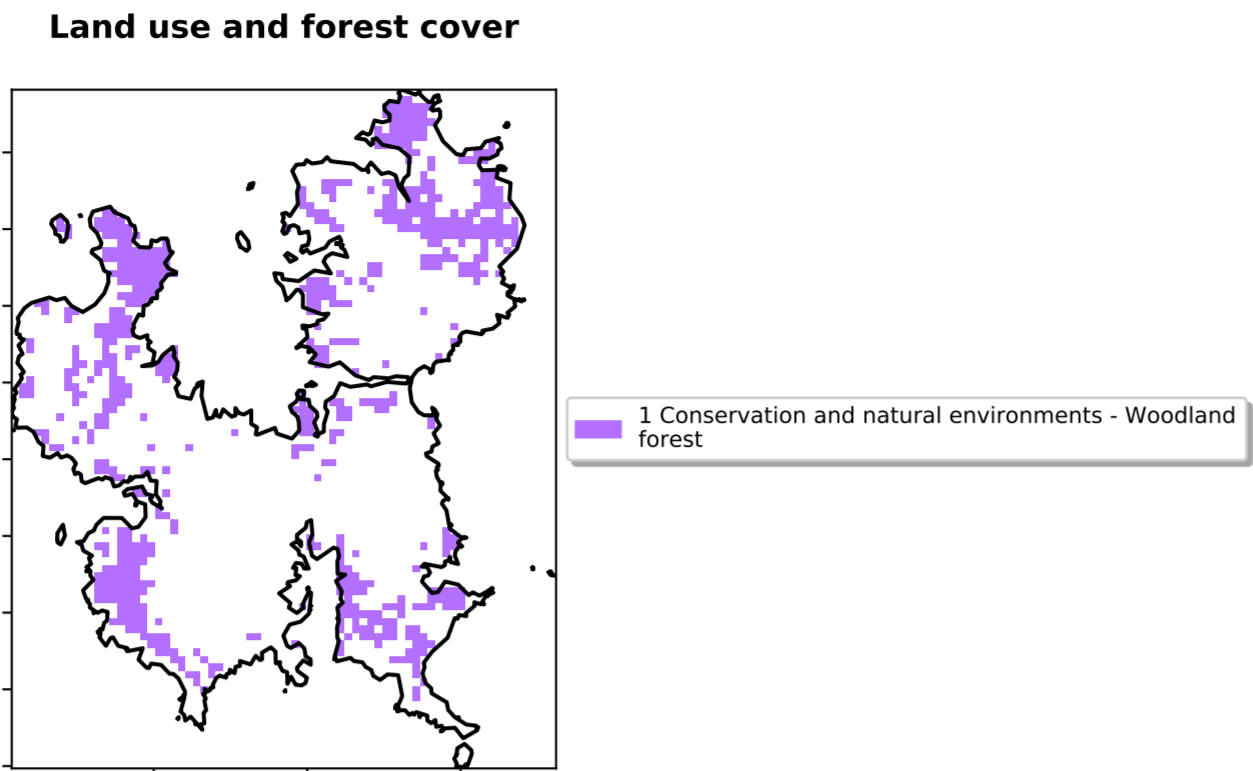 Land use and forest cover
1 Conservation and natural environments - Woodland
forest